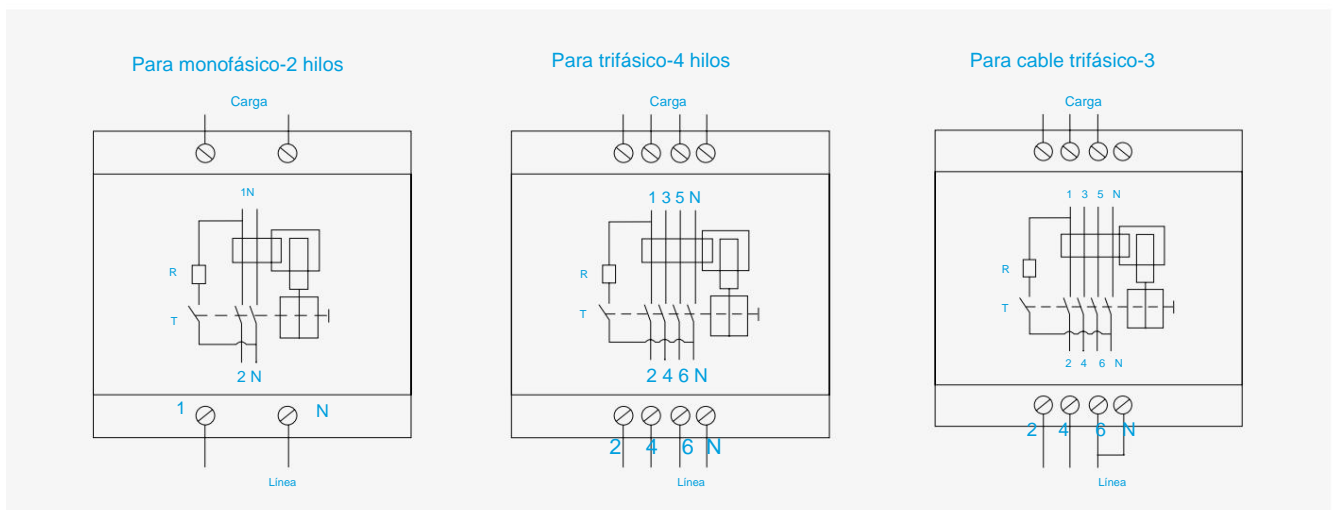 Para monofásico-2 hilos
Carga
1N
R
T
2 N
1
N
Línea
Para trifásico-4 hilos
Carga
1 3 5 N
R
T
2 4 6 N
2 4 6 N
Línea
Para cable trifásico-3
Carga
1 3 5 N
R
T
2 4 6 N
2 4 6 N
Línea